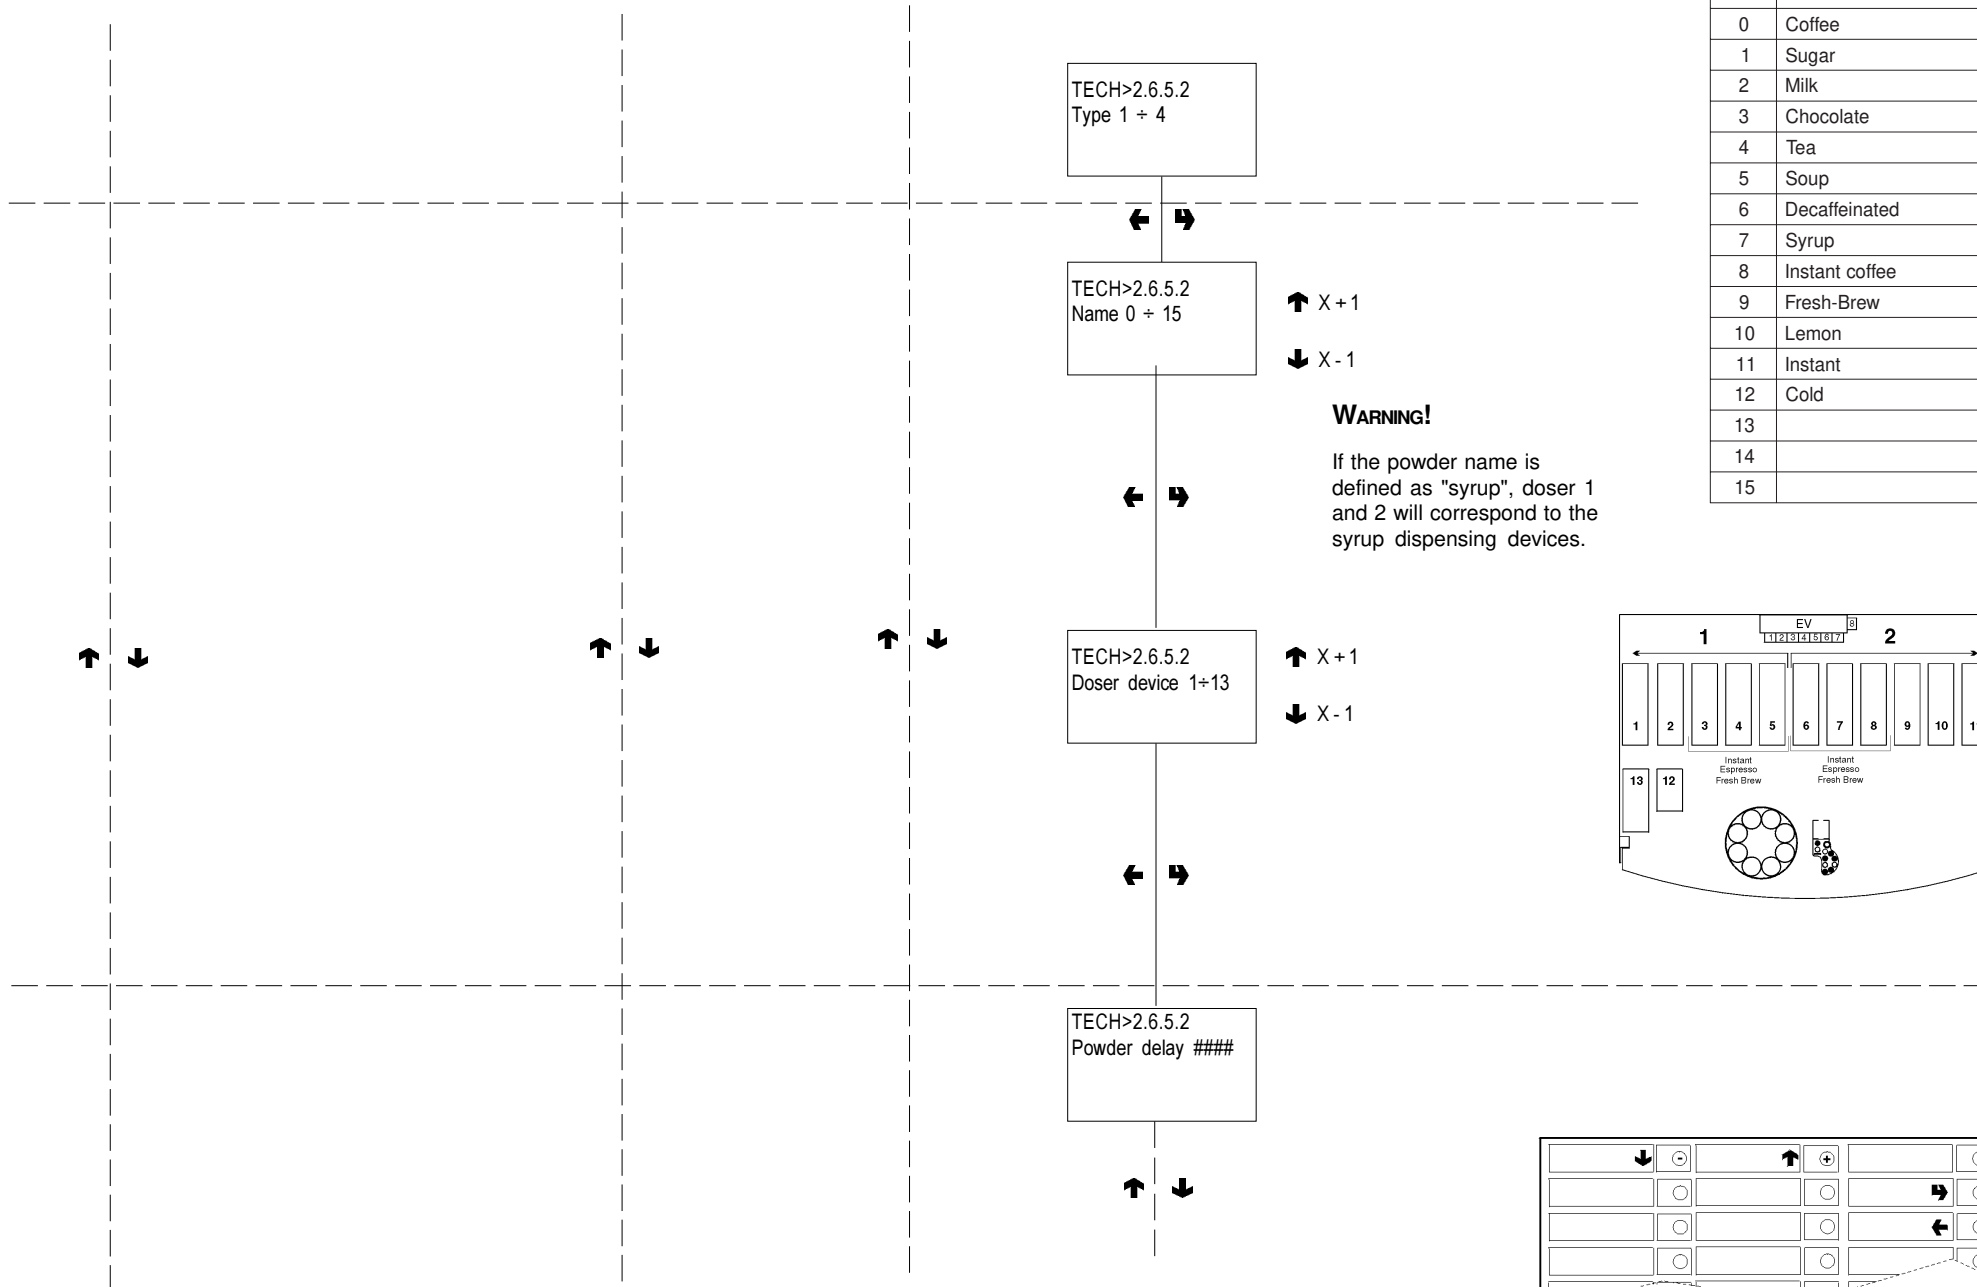 TECH>2.6.5.2
Type 1 ÷ 4
TECH>2.6.5.2
Name 0 ÷ 15
X + 1
X - 1
WARNING!
If the powder name is
defined as "syrup", doser 1
and 2 will correspond to the
syrup dispensing devices.
TECH>2.6.5.2
Doser device 1÷13
X + 1
X - 1
TECH>2.6.5.2
Powder delay ####
0 Coffee
1 Sugar
2 Milk
3 Chocolate
4 Tea
5 Soup
6 Decaffeinated
7 Syrup
8 Instant coffee
9 Fresh-Brew
10 Lemon
11 Instant
12 Cold
13
14
15
1 EV 8 2
1 2 3 4 5 6 7
1 2 3 4 5 6 7 8 9 10
Instant Instant
Espresso Espresso
Fresh Brew Fresh Brew
13 12
- +